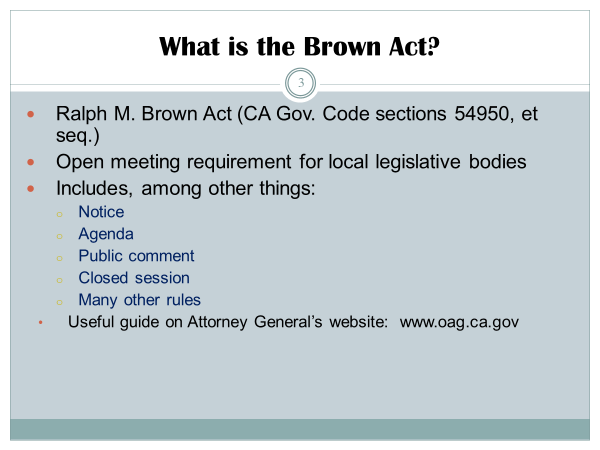 What is the Brown Act?
3
• Ralph M. Brown Act (CA Gov. Code sections 54950, et
seq.)
• Open meeting requirement for local legislative bodies
• Includes, among other things:
o Notice
o Agenda
o Public comment
o Closed session
o Many other rules
• Useful guide on Attorney General’s website: www.oag.ca.gov